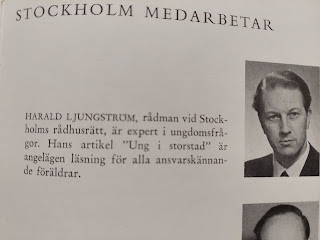 STOCKHOLM MEDARBETAR
HARALD LJUNGSTRÖM, rådman vid Stock-
holms rådhusrätt, är expert i ungdomsfrå-
gor. Hans artikel "Ung i storstad" är
angelägen läsning för alla ansvarskännan-
de föräldrar.